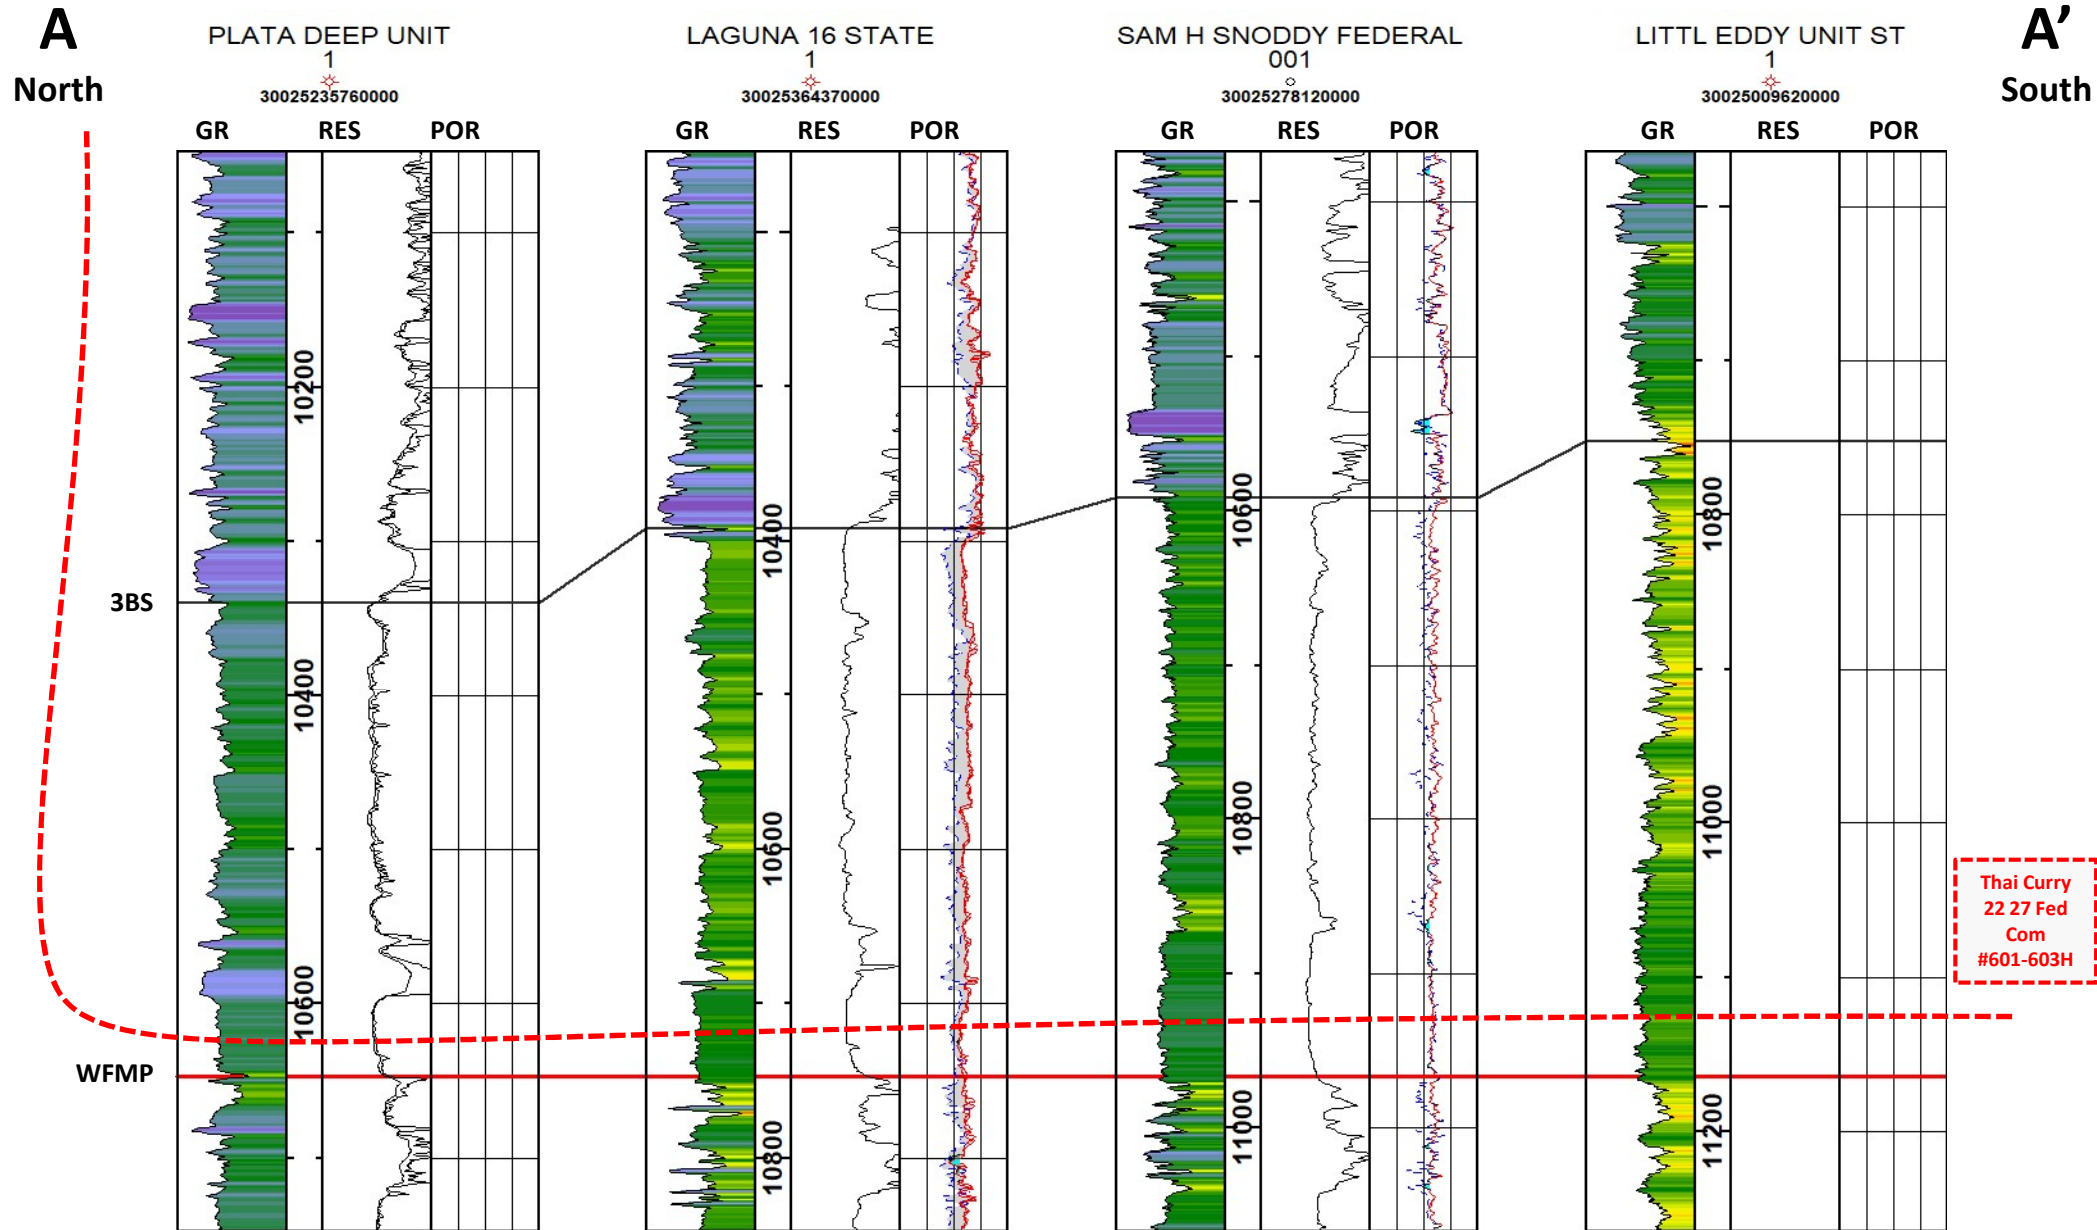 A
North
PLATA DEEP UNIT
1
30025235760000
GR RES POR
LAGUNA 16 STATE
1
30025364370000
GR RES POR
SAM H SNODDY FEDERAL
001
30025278120000
GR RES POR
LITTL EDDY UNIT ST
1
30025009620000
GR RES POR
A'
South
10200
10400
10600
10400
10600
10800
10600
10800
11000
10800
11000
11200
3BS
WFMP
Thai Curry
22 27 Fed
Com
#601-603H